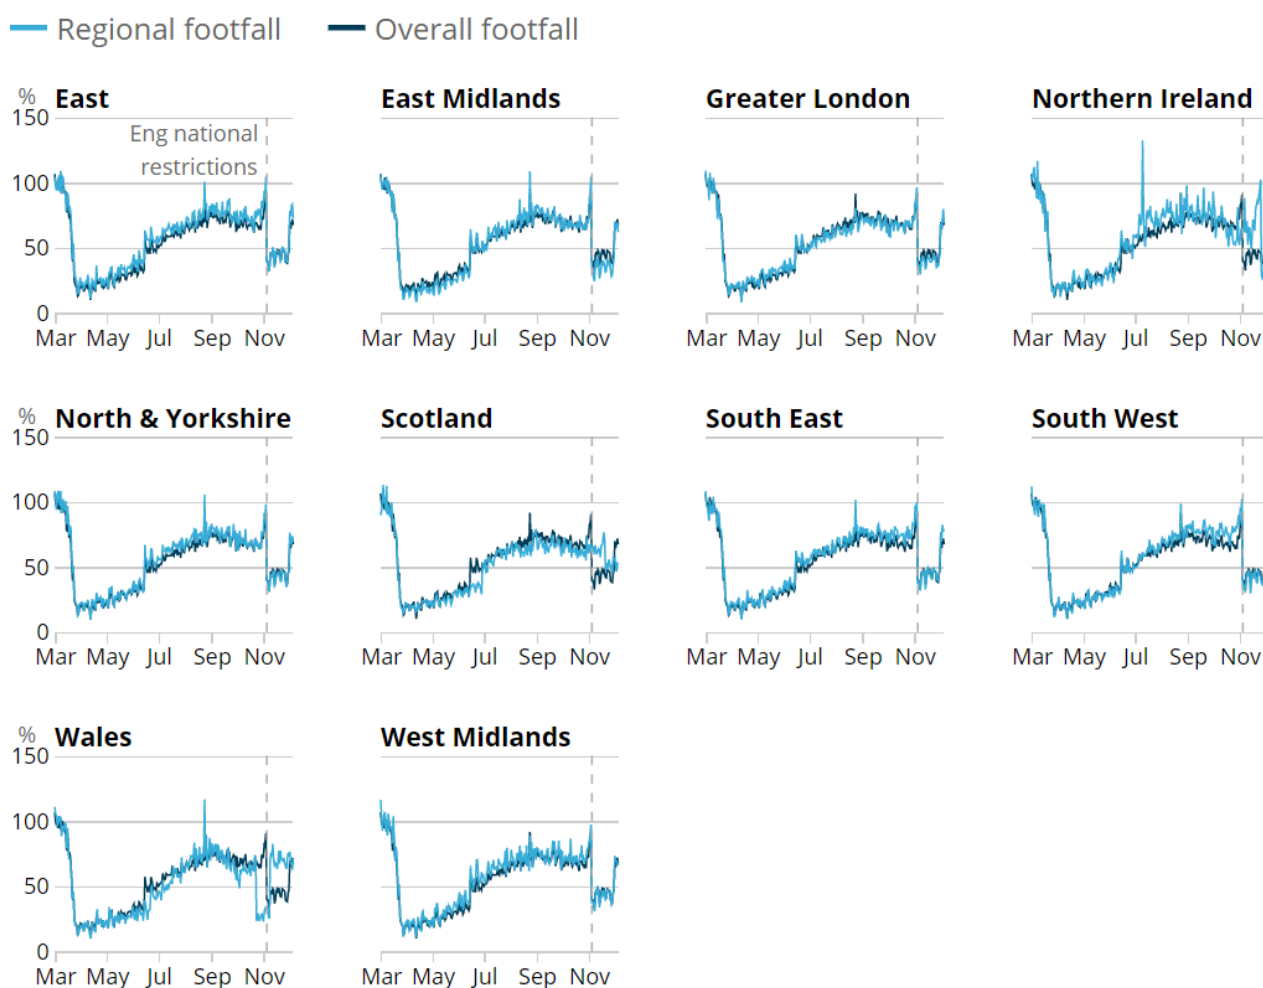 Regional footfall Overall footfall
% East East Midlands Greater London Northern Ireland
150
Eng national
restrictions
100
50
0
Mar May Jul Sep Nov Mar May Jul Sep Nov Mar May Jul Sep Nov Mar May Jul Sep Nov
% North & Yorkshire Scotland South East South West
150
100
50
0
Mar May Jul Sep Nov Mar May Jul Sep Nov Mar May Jul Sep Nov Mar May Jul Sep Nov
% Wales West Midlands
150
100
50
0
Mar May Jul Sep Nov Mar May Jul Sep Nov